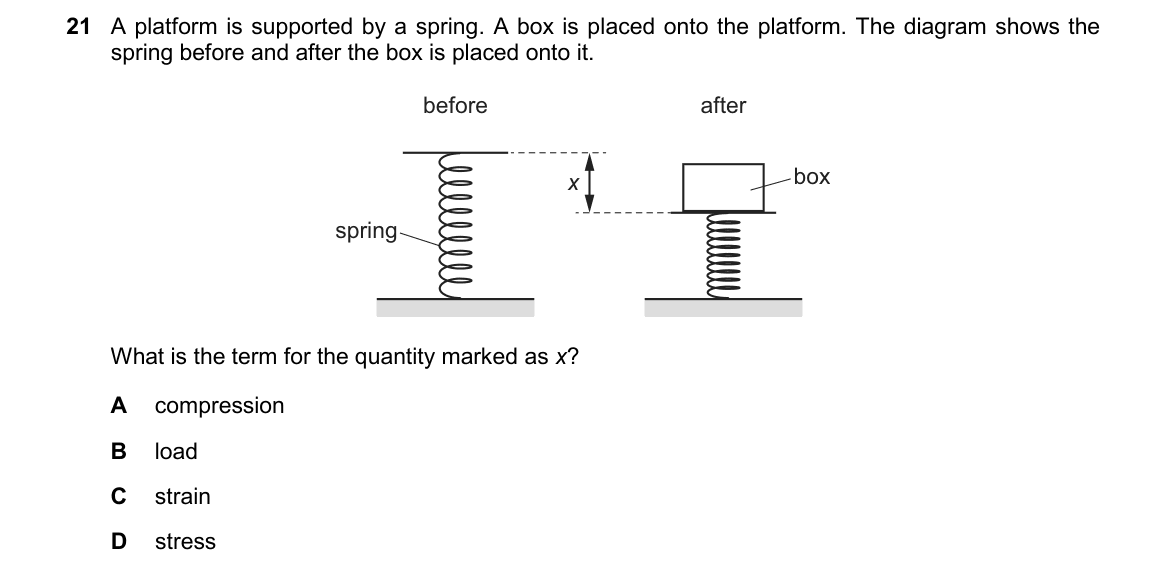 21 A platform is supported by a spring. A box is placed onto the platform. The diagram shows the
spring before and after the box is placed onto it.
before
after
x
box
spring
What is the term for the quantity marked as x?
A compression
B load
C strain
D stress